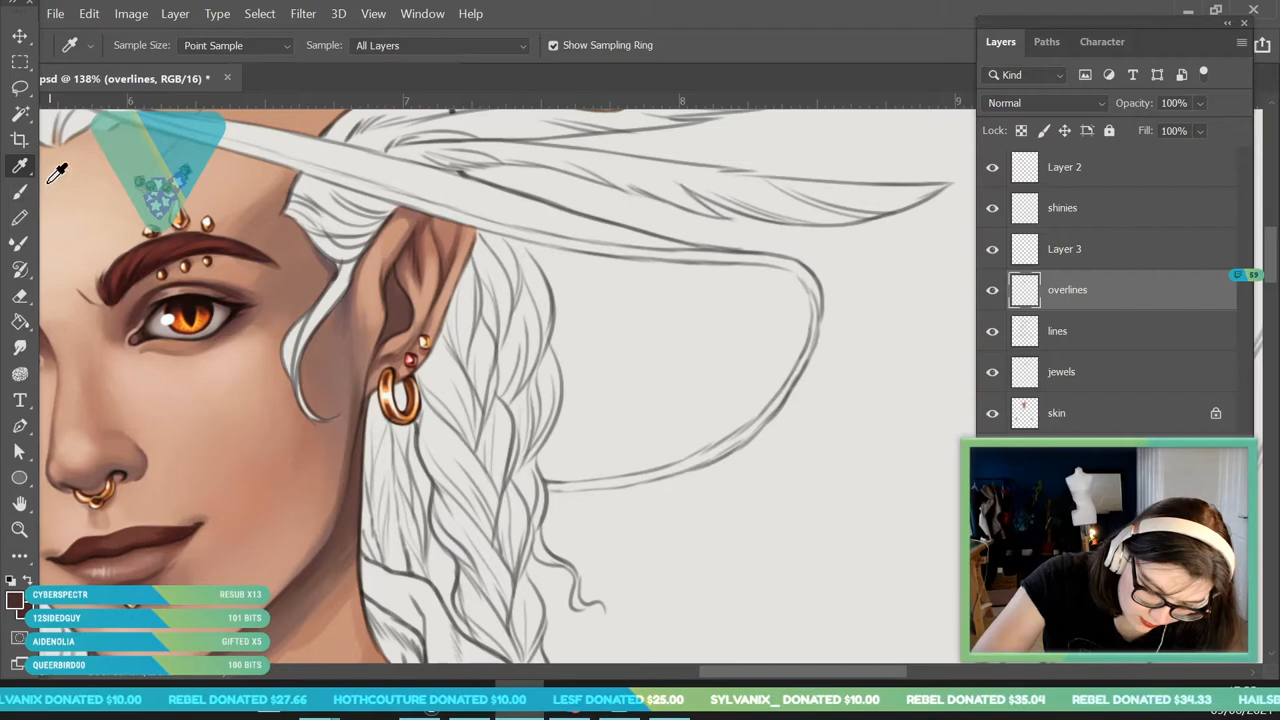 File Edit Image Layer Type Select Filter 3D View Window Help
Sample Size: Point Sample Sample: All Layers Show Sampling Ring
psd @ 138% (overlines, RGB/16) * ×
6 7 8 9
Layers Paths Character
Kind
Normal Opacity: 100%
Lock: Fill: 100%
Layer 2
shinies
Layer 3
59
overlines
lines
jewels
skin
CYBERSPECTR RESUB X13
12SIDEDGUY 101 BITS
AIDENOLIA GIFTED X5
QUEERBIRD00 100 BITS
LVANIX DONATED $10.00 REBEL DONATED $27.66 HOTHCOUTURE DONATED $10.00 LESF DONATED $25.00 SYLVANIX_ DONATED $10.00 REBEL DONATED $35.04 REBEL DONATED $34.33 HAILS